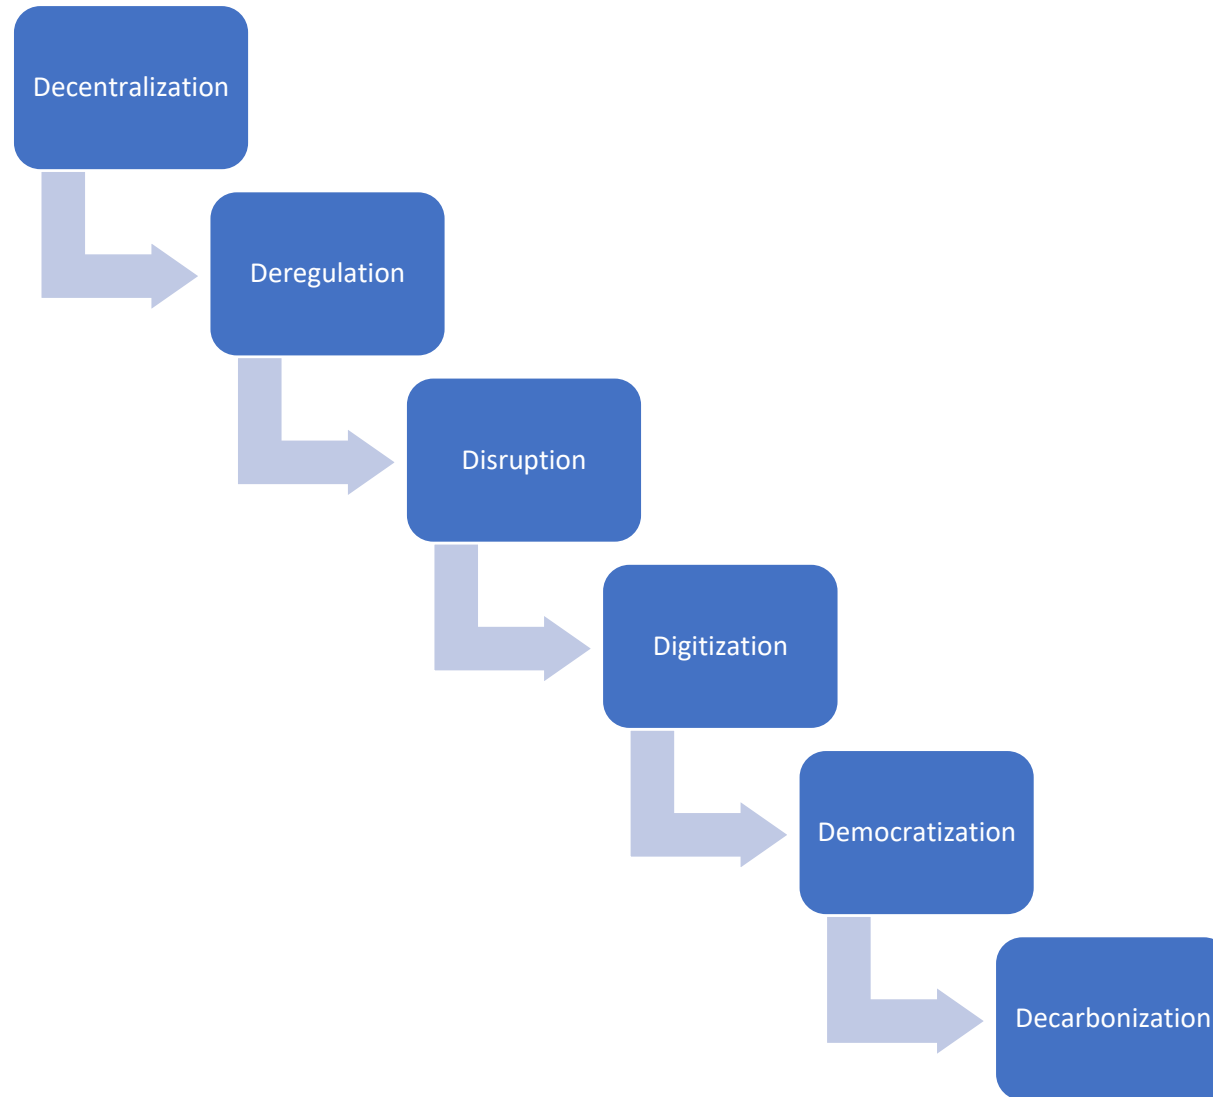 Decentralization
Deregulation
Disruption
Digitization
Democratization
Decarbonization